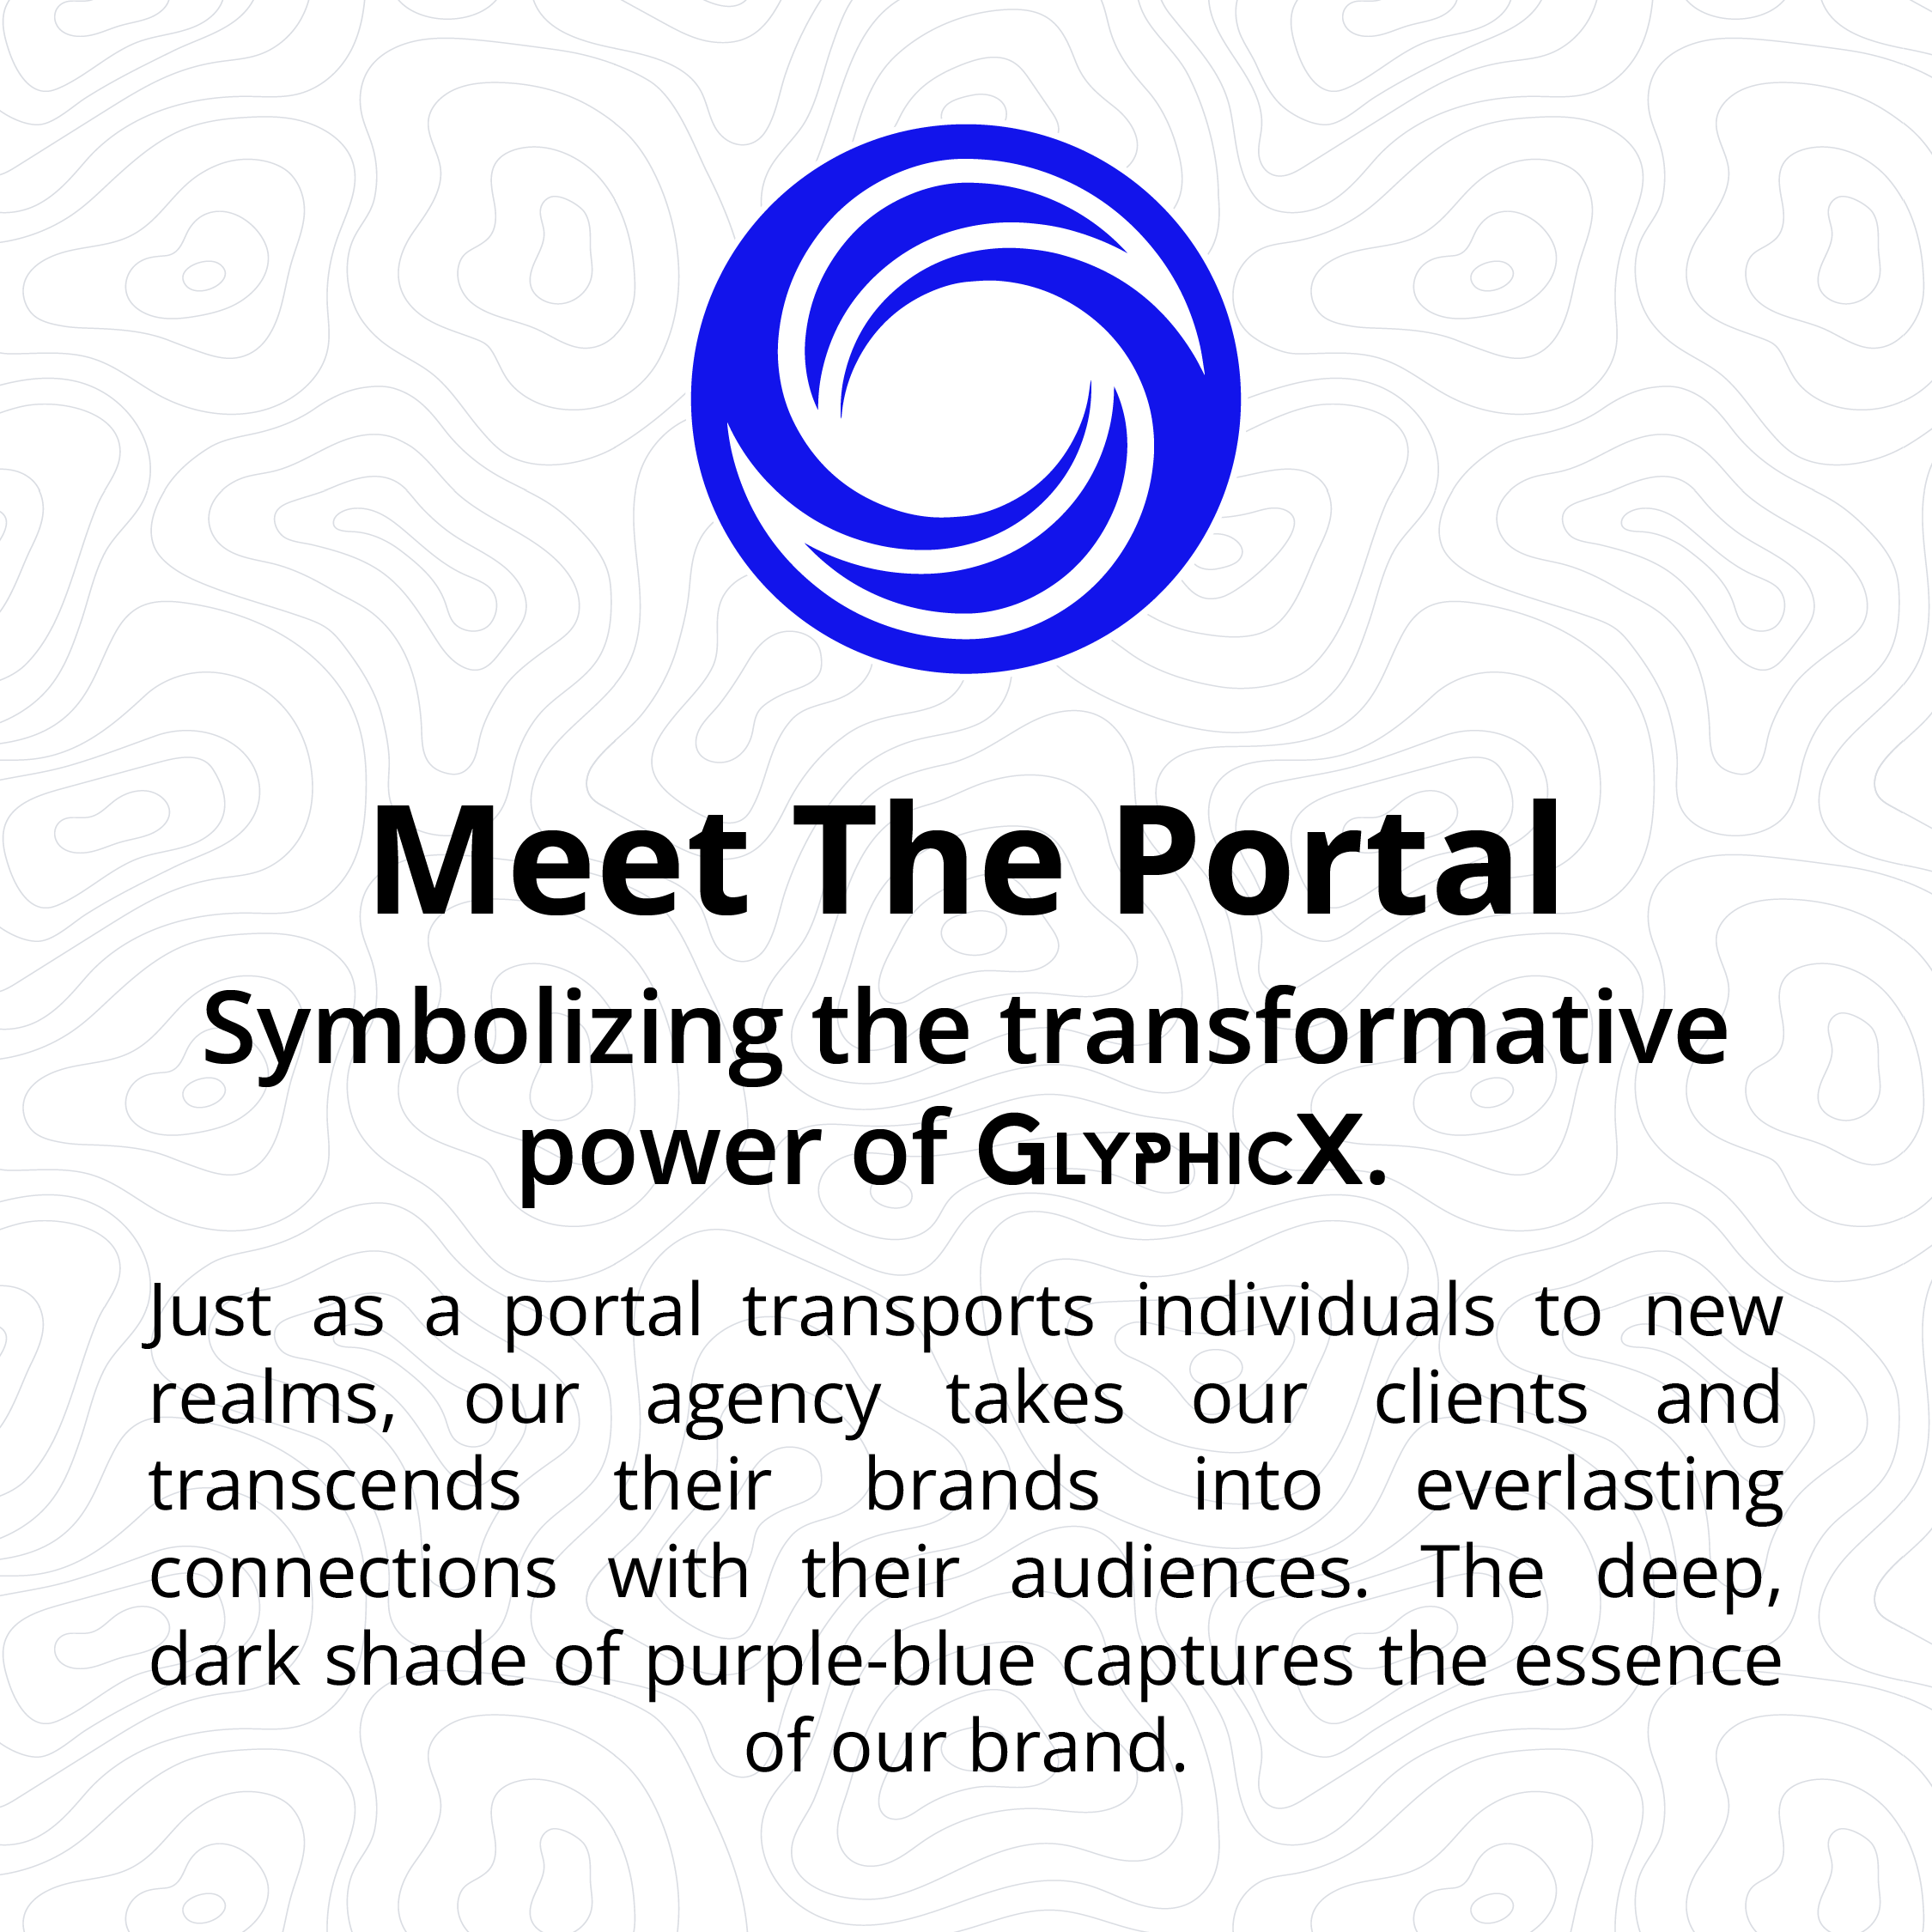 Meet The Portal
Symbolizing the transformative
power of GlyphicX.
Just as a portal transports individuals to new
realms, our agency takes our clients and
transcends their brands into everlasting
connections with their audiences. The deep,
dark shade of purple-blue captures the essence
of our brand.